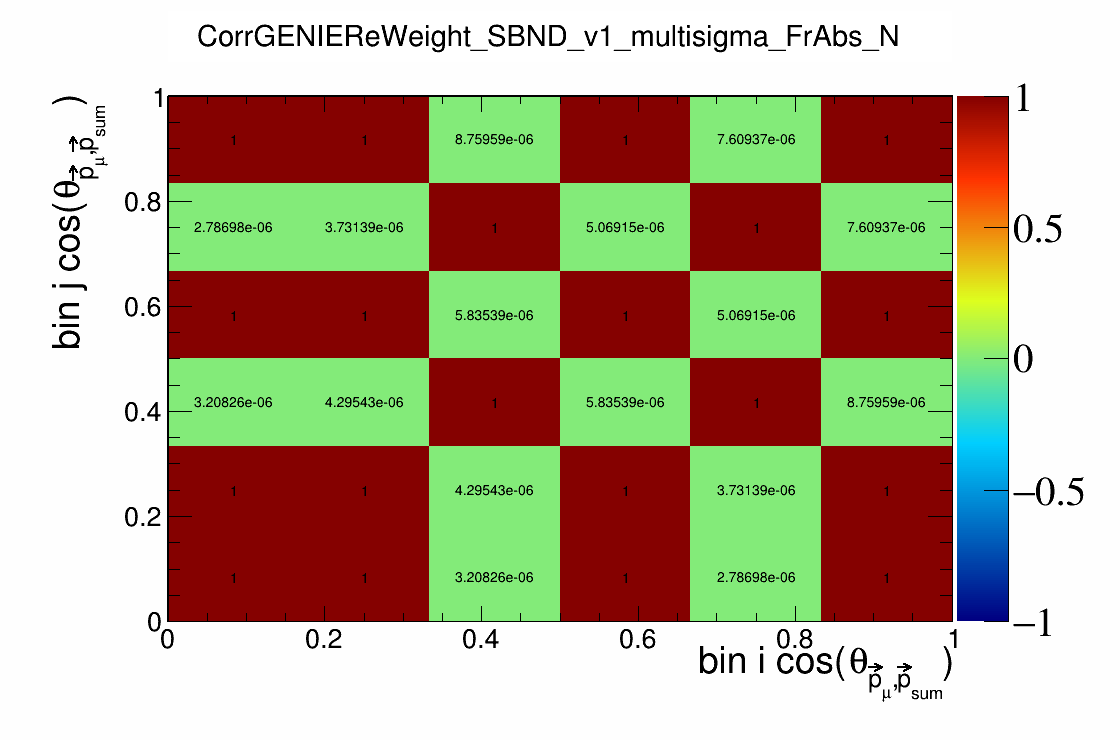 CorrGENIEReWeight_SBND_v1_multisigma_FrAbs_N
bin j cos(θ p⃗μ,p⃗sum)
1
0.8
0.6
0.4
0.2
0
1 1 8.75959e-06 1 7.60937e-06 1
2.78698e-06 3.73139e-06 1 5.06915e-06 1 7.60937e-06
1 1 5.83539e-06 1 5.06915e-06 1
3.20826e-06 4.29543e-06 1 5.83539e-06 1 8.75959e-06
1 1 4.29543e-06 1 3.73139e-06 1
1 1 3.20826e-06 1 2.78698e-06 1
0 0.2 0.4 0.6 0.8 1
bin i cos(θ p⃗μ,p⃗sum)
1
0.5
0
−0.5
−1